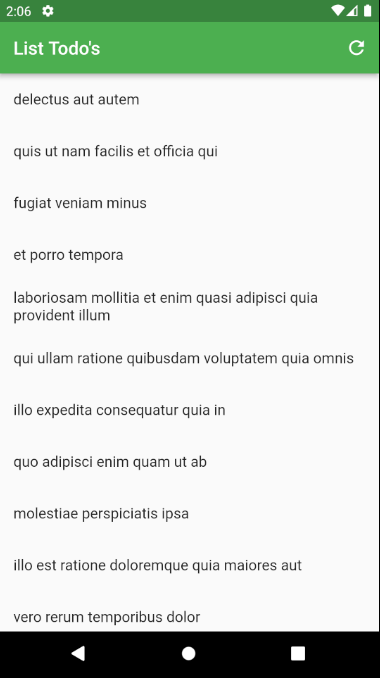 2:06
List Todo's
delectus aut autem
quis ut nam facilis et officia qui
fugiat veniam minus
et porro tempora
laboriosam mollitia et enim quasi adipisci quia
provident illum
qui ullam ratione quibusdam voluptatem quia omnis
illo expedita consequatur quia in
quo adipisci enim quam ut ab
molestiae perspiciatis ipsa
illo est ratione doloremque quia maiores aut
vero rerum temporibus dolor